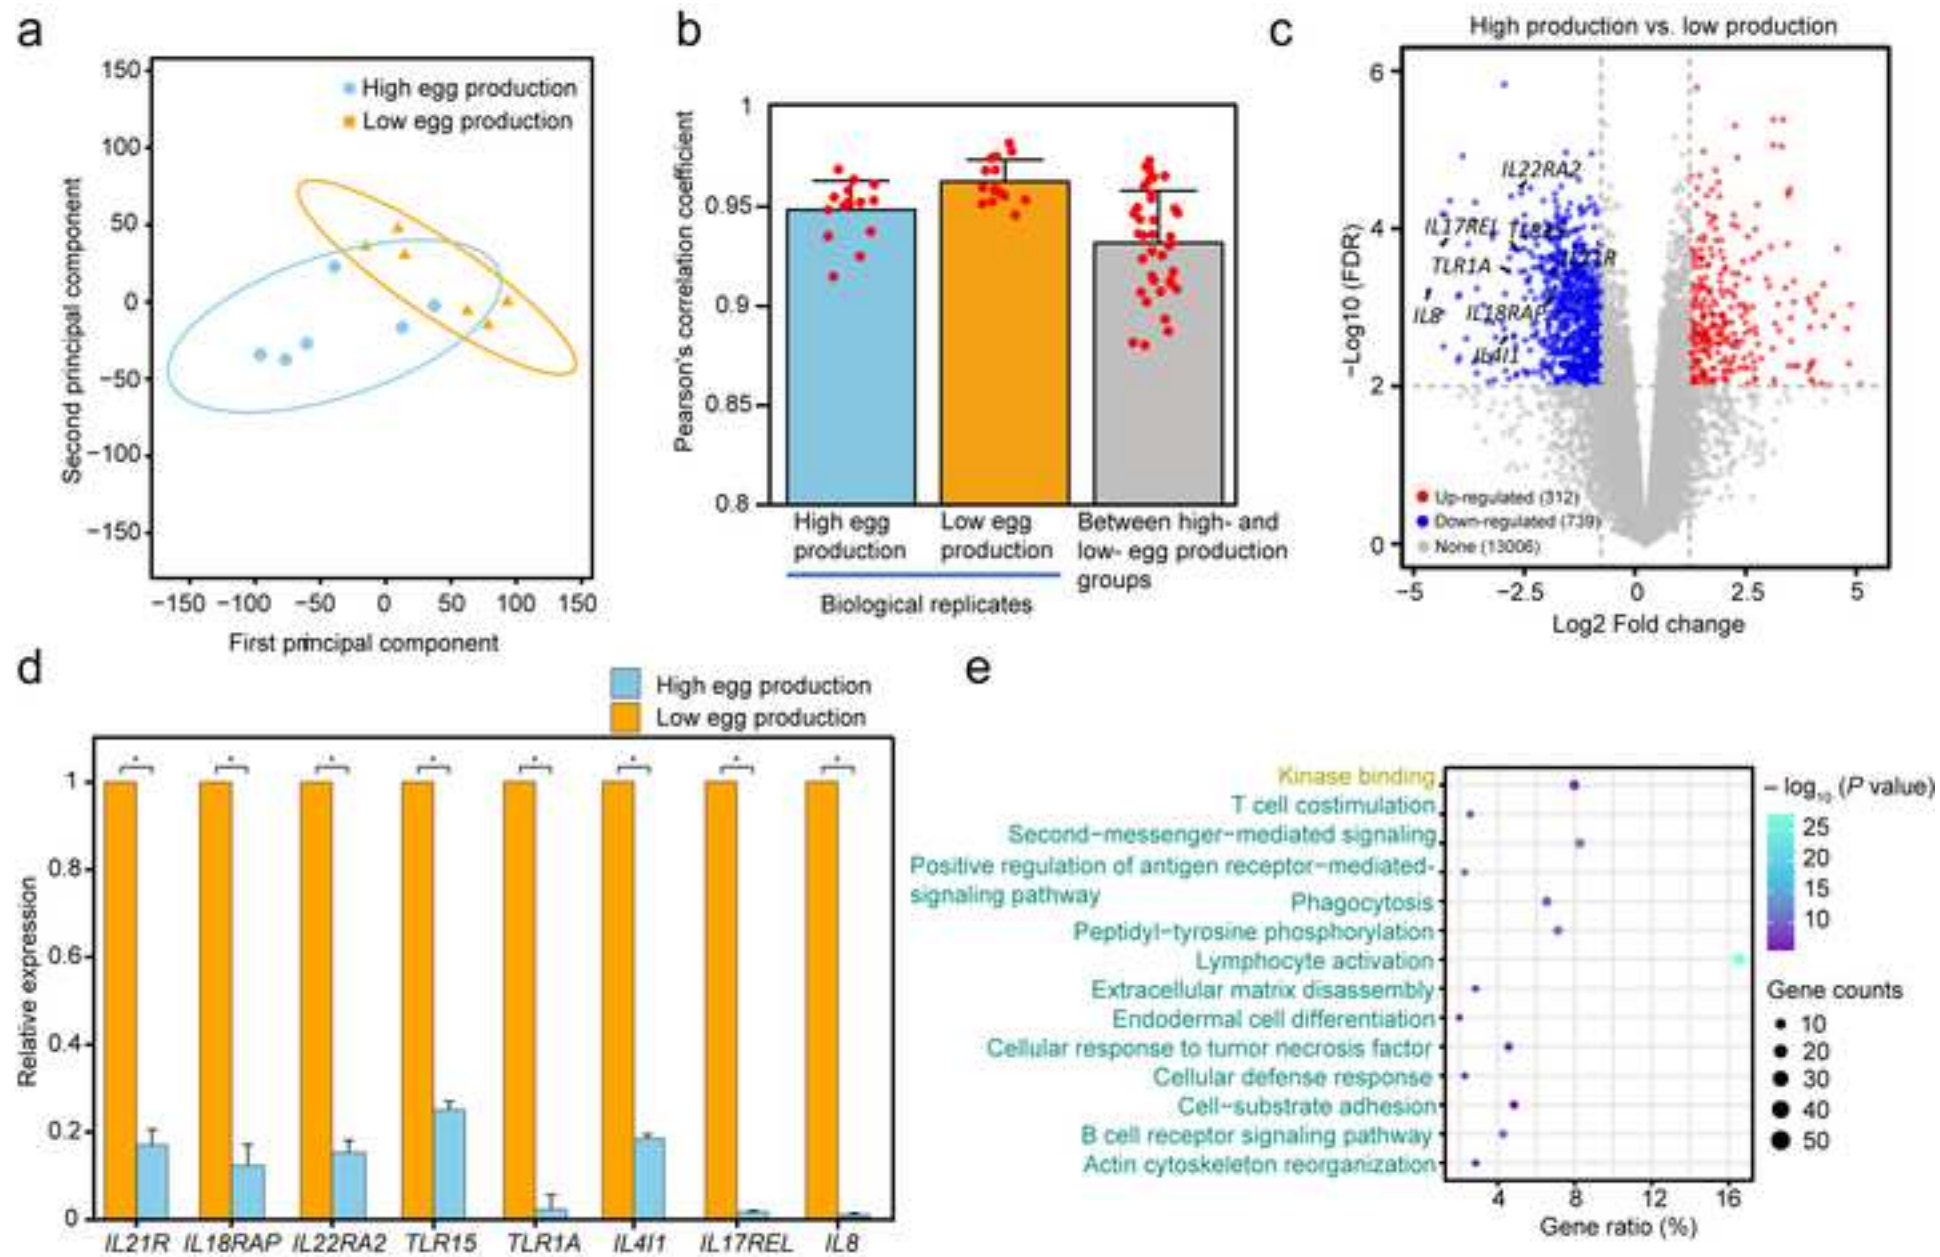 a
150
100
50
0
−50
−100
−150
Second principal component
High egg production
Low egg production
−150 −100 −50 0 50 100 150
First principal component
b
1
0.95
0.9
0.85
0.8
Pearson's correlation coefficient
High egg production
Low egg production
Between high- and low- egg production groups
Biological replicates
c
High production vs. low production
6
4
2
0
−Log10 (FDR)
IL22RA2
IL17REL
TLR1A
IL8
IL18RAP
IL4I1
Up-regulated (312)
Down-regulated (739)
None (13006)
−5 −2.5 0 2.5 5
Log2 Fold change
d
High egg production
Low egg production
1
0.8
0.6
0.4
0.2
0
Relative expression
* * * * * * * *
IL21R IL18RAP IL22RA2 TLR15 TLR1A IL4I1 IL17REL IL8
e
Kinase binding
T cell costimulation
Second−messenger−mediated signaling
Positive regulation of antigen receptor−mediated-
signaling pathway
Phagocytosis
Peptidyl−tyrosine phosphorylation
Lymphocyte activation
Extracellular matrix disassembly
Endodermal cell differentiation
Cellular response to tumor necrosis factor
Cellular defense response
Cell−substrate adhesion
B cell receptor signaling pathway
Actin cytoskeleton reorganization
4 8 12 16
Gene ratio (%)
− log10 (P value)
25
20
15
10
Gene counts
10
20
30
40
50